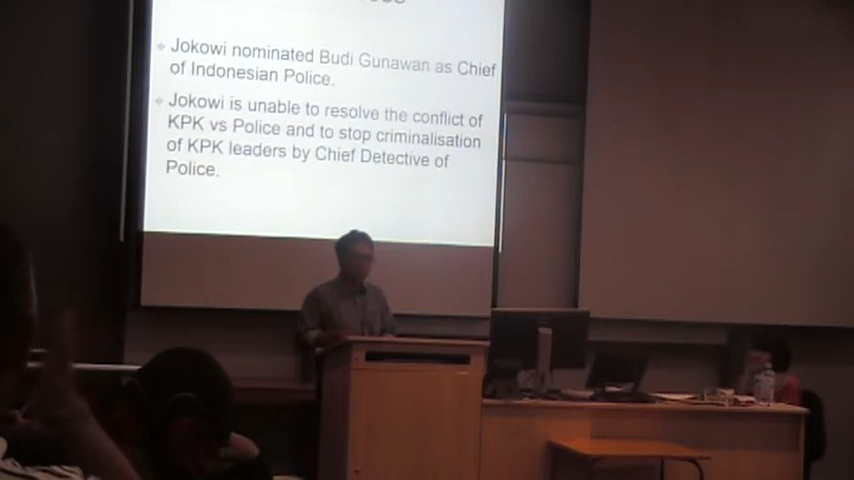 Jokowi nominated Budi Gunawan as Chief
of Indonesian Police.
Jokowi is unable to resolve the conflict of
KPK vs Police and to stop criminalisation
of KPK leaders by Chief Detective of
Police.